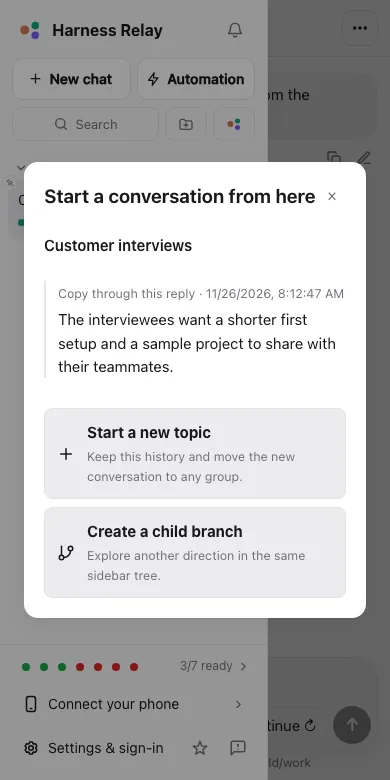 Harness Relay
New chat
Automation
Search
om the
Start a conversation from here
Customer interviews
Copy through this reply · 11/26/2026, 8:12:47 AM
The interviewees want a shorter first
setup and a sample project to share with
their teammates.
Start a new topic
Keep this history and move the new
conversation to any group.
Create a child branch
Explore another direction in the same
sidebar tree.
3/7 ready
Connect your phone
tinue
Settings & sign-in
ld/work